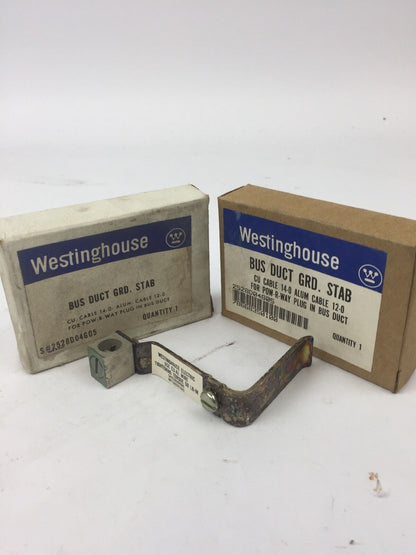 Westinghouse
BUS DUCT GRD. STAB
CU. CABLE 14-0, ALUM. CABLE 12-0
FOR POW-R-WAY PLUG IN BUS DUCT
QUANTITY 1
Westinghouse
BUS DUCT GRD. STAB
CU CABLE 14-0 ALUM CABLE 12-0
FOR POW-R-WAY PLUG IN BUS DUCT
QUANTITY 1
WESTINGHOUSE ELECTRIC